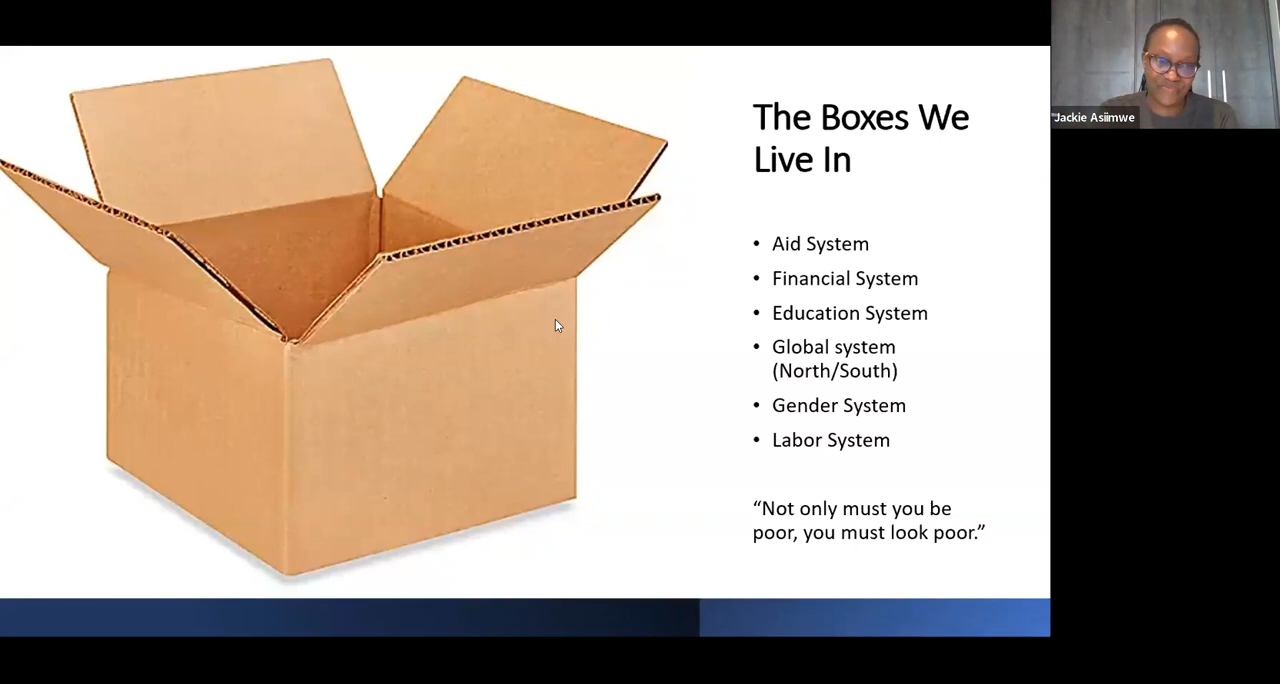 The Boxes We
Live In
• Aid System
• Financial System
• Education System
• Global system
(North/South)
• Gender System
• Labor System
“Not only must you be
poor, you must look poor.”
"Jackie Asiimwe